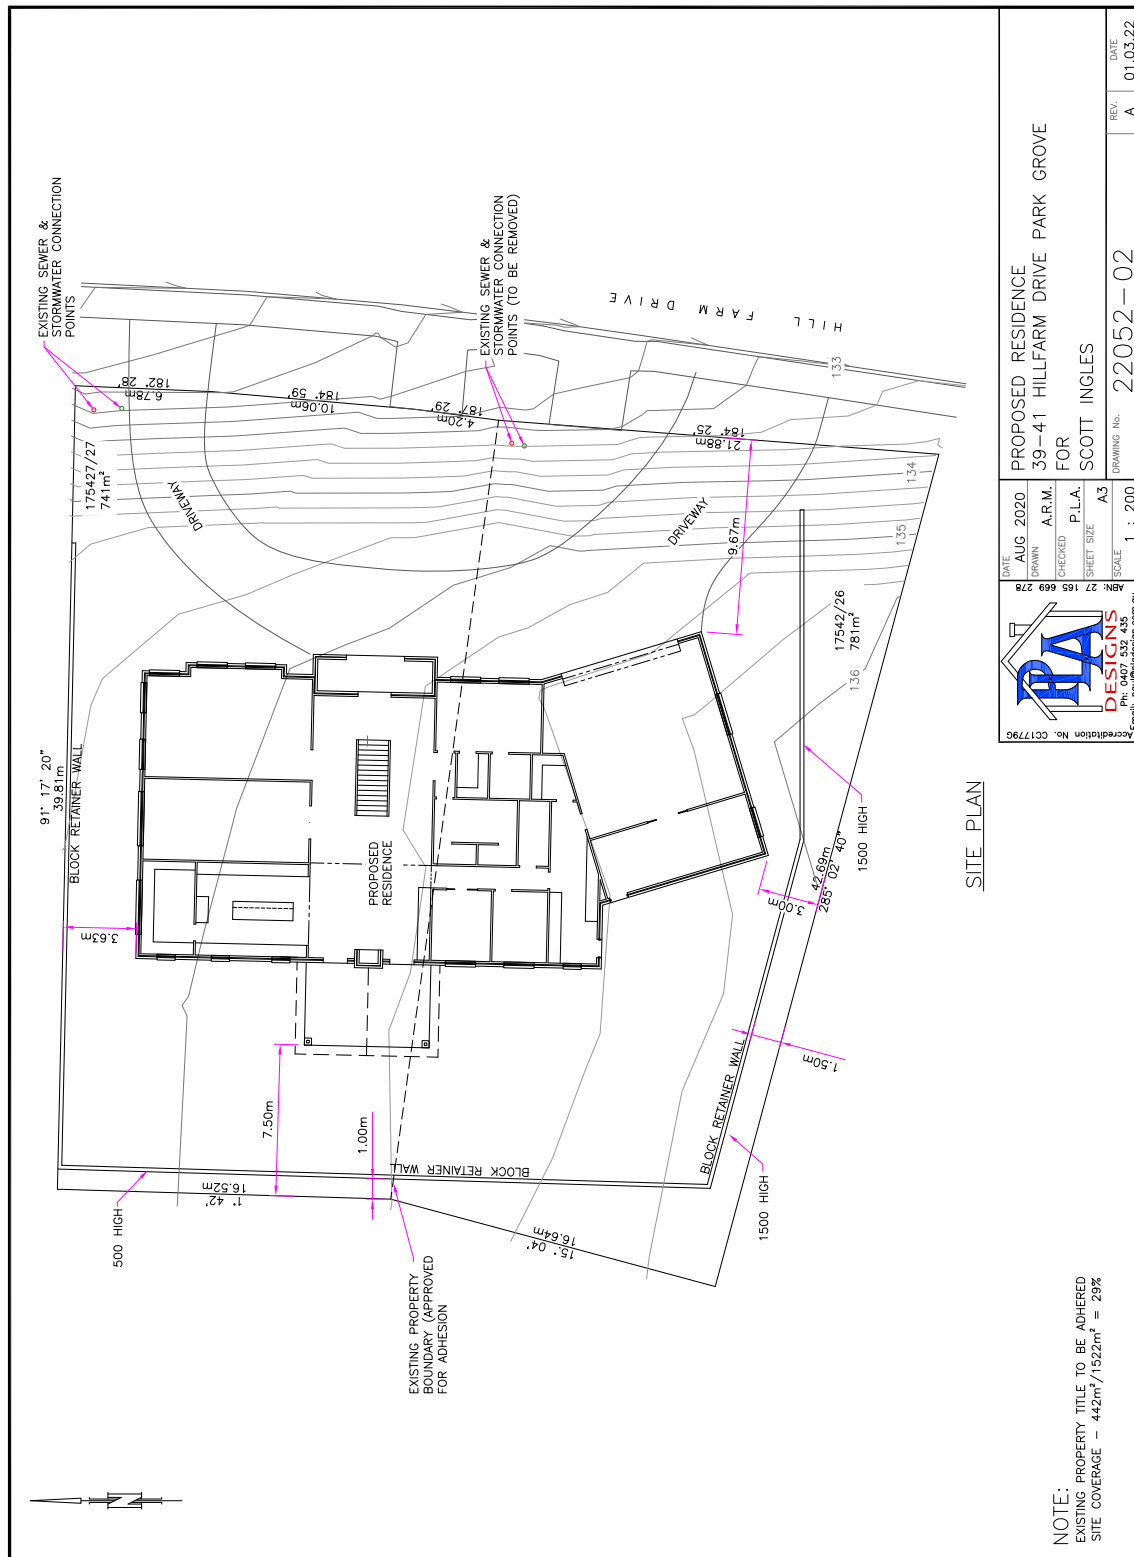 EXISTING SEWER &
STORMWATER CONNECTION
POINTS
EXISTING SEWER &
STORMWATER CONNECTION
POINTS (TO BE REMOVED)
HILL FARM DRIVE
133
182° 28'
6.78m
184° 59'
10.06m
187° 29'
4.20m
184° 25'
21.88m
175427/27
741m²
DRIVEWAY
DRIVEWAY
9.67m
134
135
136
17542/26
781m²
91° 17' 20"
39.81m
BLOCK RETAINER WALL
3.63m
PROPOSED
RESIDENCE
1500 HIGH
42.69m
285° 02' 40"
3.00m
1.50m
BLOCK RETAINER WALL
1500 HIGH
7.50m
1.00m
BLOCK RETAINER WALL
16.52m
1° 42'
500 HIGH
16.64m
15° 04'
EXISTING PROPERTY
BOUNDARY (APPROVED
FOR ADHESION
N
SITE PLAN
NOTE:
EXISTING PROPERTY TITLE TO BE ADHERED
SITE COVERAGE - 442m²/1522m² = 29%
PLA
DESIGNS
Ph: 0407 532 435
Accreditation No. CC1779G
ABN: 27 165 669 278
DATE
AUG 2020
DRAWN
A.R.M.
CHECKED
P.L.A.
SHEET SIZE
A3
SCALE
1 : 200
PROPOSED RESIDENCE
39-41 HILLFARM DRIVE PARK GROVE
FOR
SCOTT INGLES
DRAWING No.
22052-02
REV.
A
DATE
01.03.22